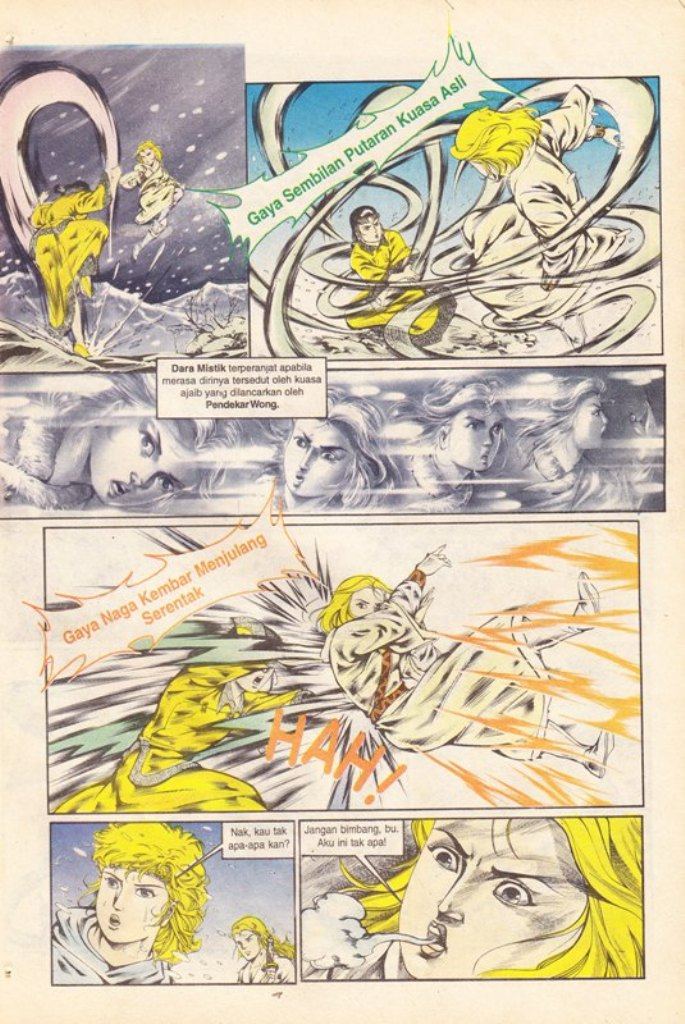 Gaya Sembilan Putaran Kuasa Asli
Dara Mistik terperanjat apabila
merasa dirinya tersedut oleh kuasa
ajaib yang dilancarkan oleh
Pendekar Wong.
Gaya Naga Kembar Menjulang
Serentak
HAH!
Nak, kau tak
apa-apa kan?
Jangan bimbang, bu.
Aku ini tak apa!